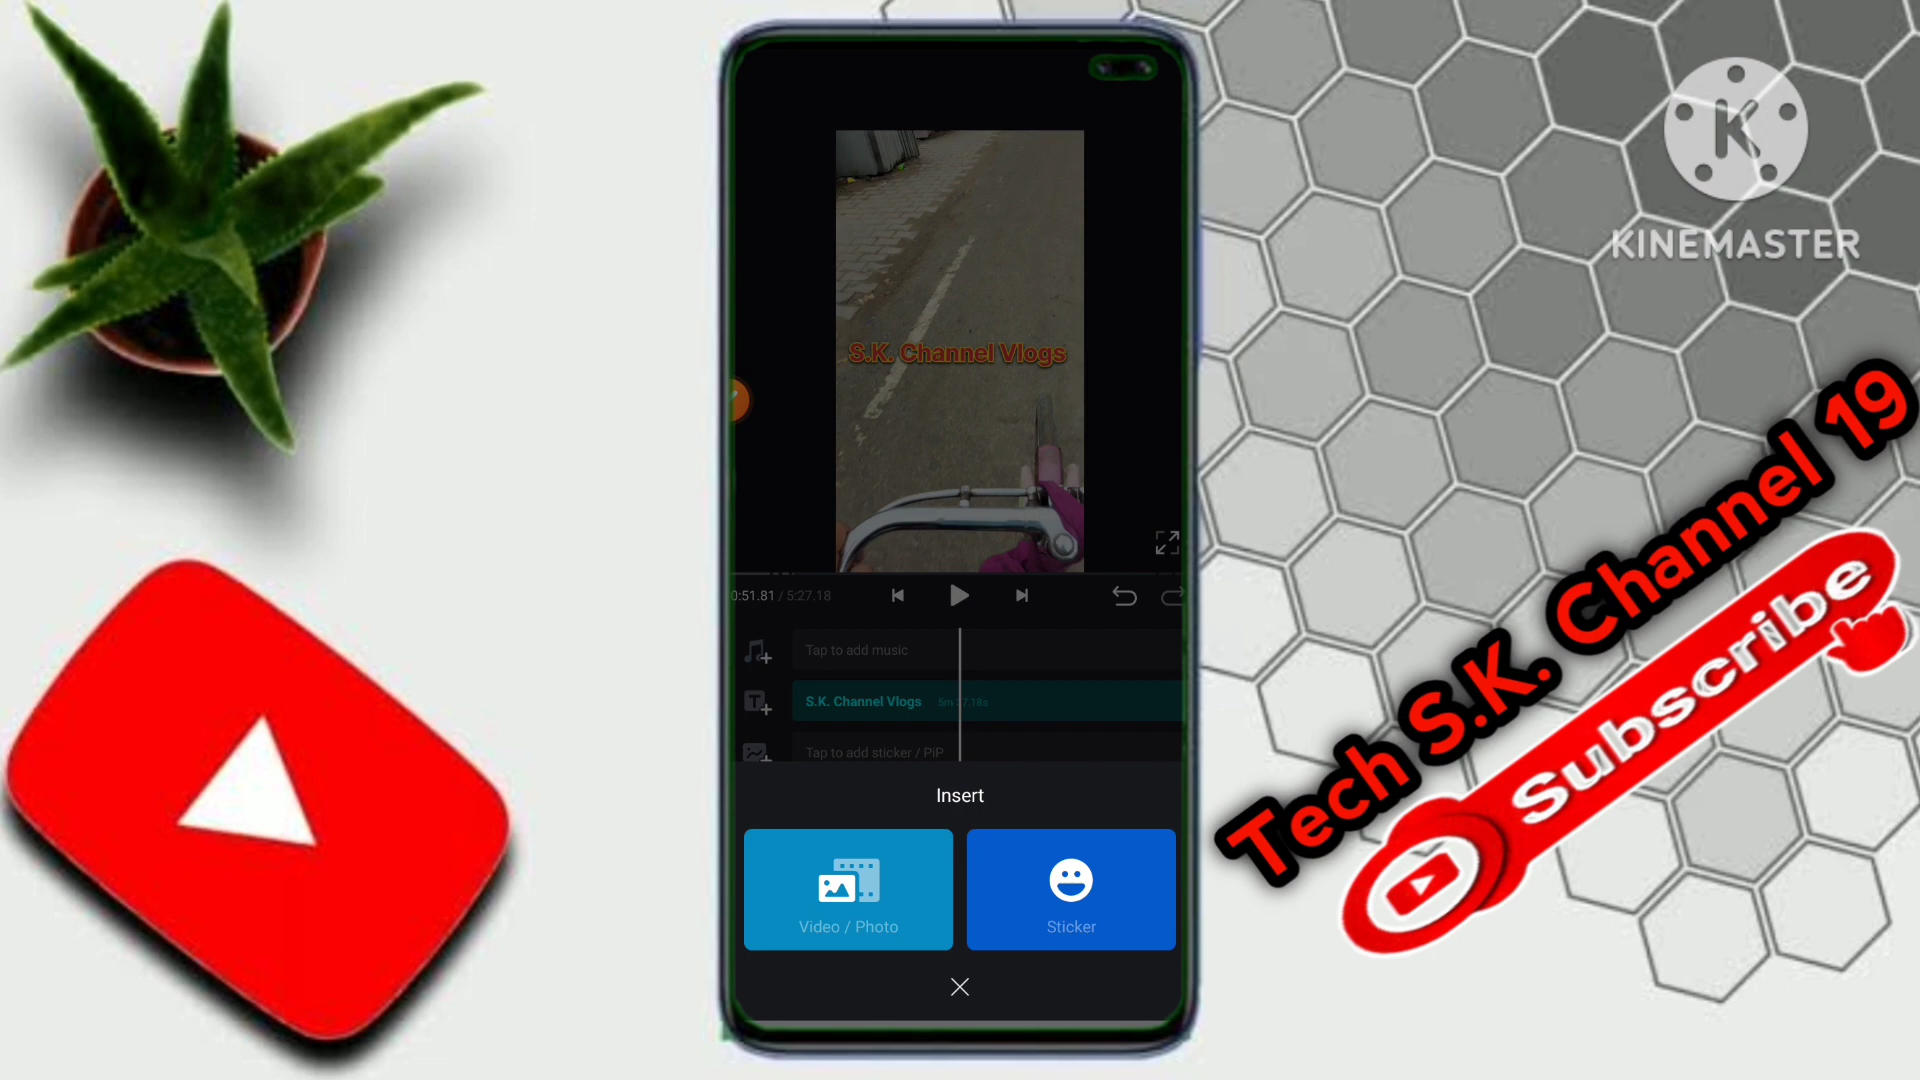 KINEMASTER
S.K. Channel Vlogs
0:51.81 / 5:27.18
Tap to add music
S.K. Channel Vlogs
Tap to add sticker / PiP
Insert
Video / Photo
Sticker
Tech S.K. Channel 19
Subscribe